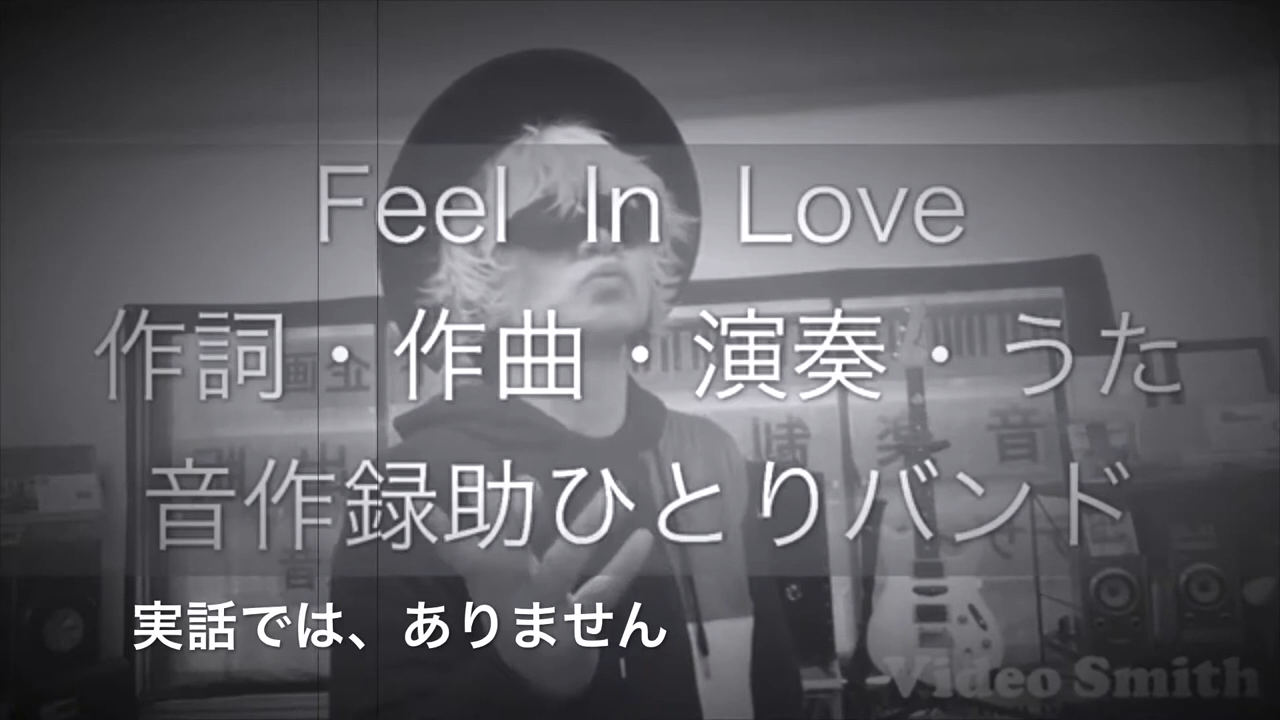 Feel In Love
作詞・作曲・演奏・うた
音作録助ひとりバンド
実話では、ありません
Video Smith